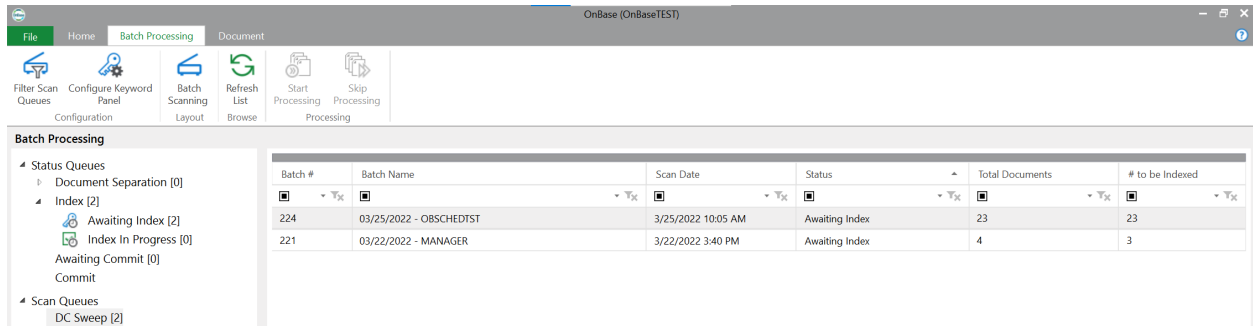 OnBase (OnBaseTEST)
File Home Batch Processing Document
Filter Scan Queues
Configure Keyword Panel
Batch Scanning
Refresh List
Start Processing
Skip Processing
Configuration Layout Browse Processing
Batch Processing
Status Queues
Document Separation [0]
Index [2]
Awaiting Index [2]
Index In Progress [0]
Awaiting Commit [0]
Commit
Scan Queues
DC Sweep [2]
Batch # Batch Name Scan Date Status Total Documents # to be Indexed
224 03/25/2022 - OBSCHEDTST 3/25/2022 10:05 AM Awaiting Index 23 23
221 03/22/2022 - MANAGER 3/22/2022 3:40 PM Awaiting Index 4 3